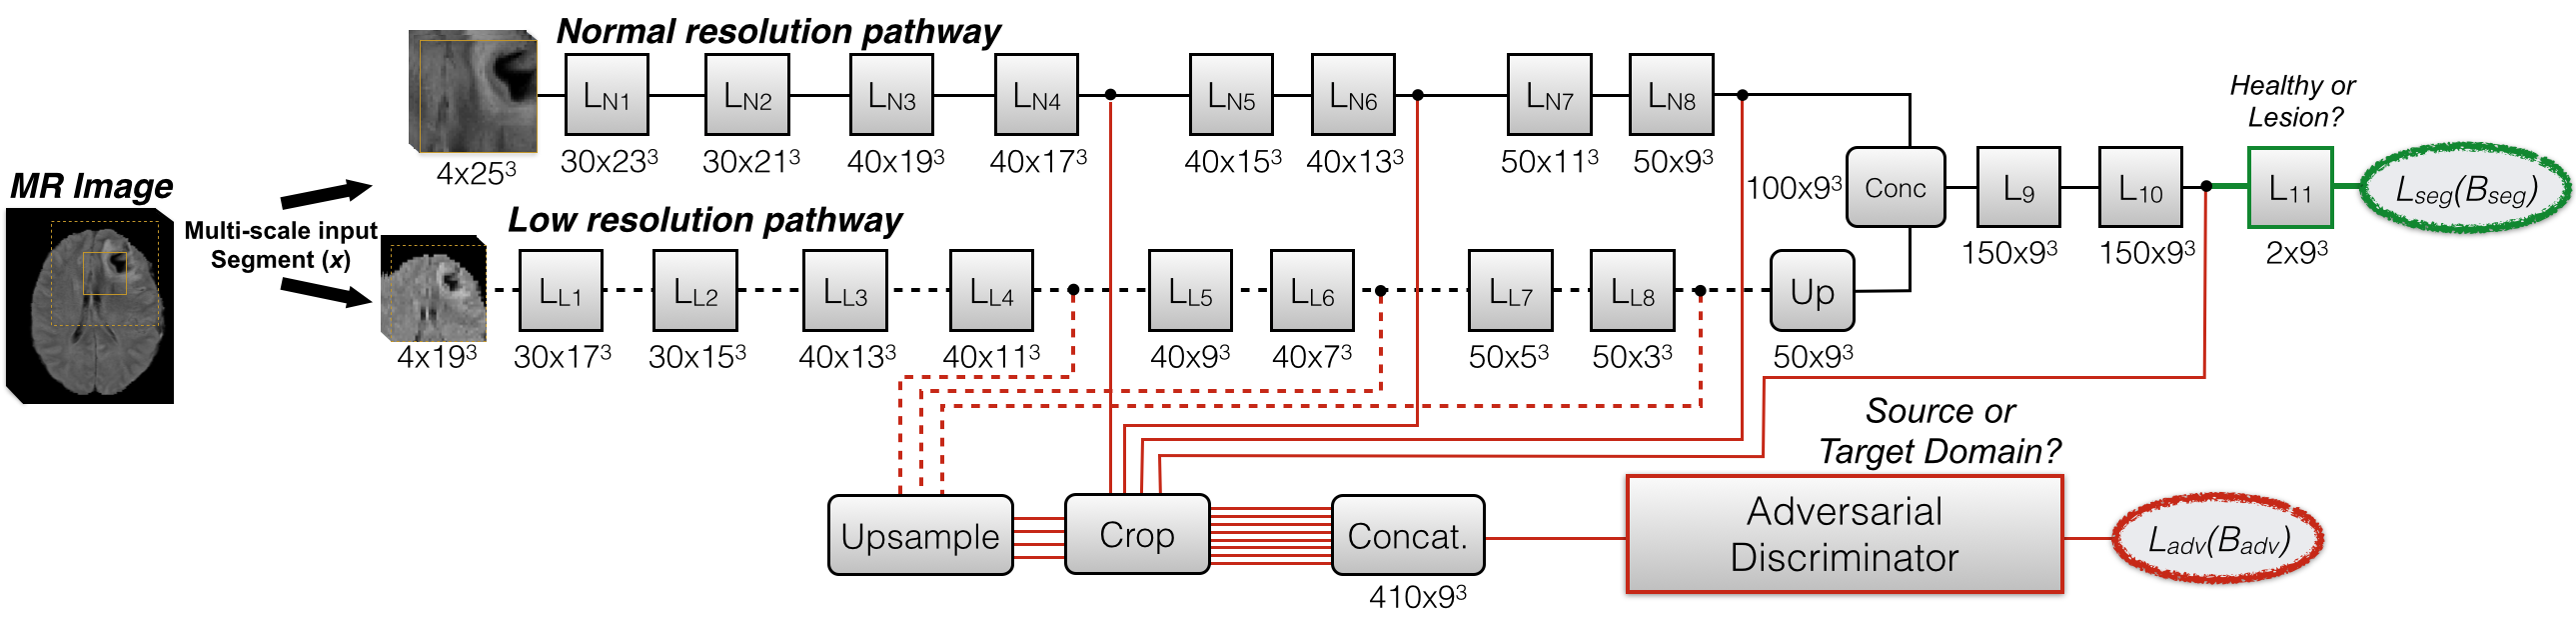 Normal resolution pathway
LN1 LN2 LN3 LN4 LN5 LN6 LN7 LN8
4x25³ 30x23³ 30x21³ 40x19³ 40x17³ 40x15³ 40x13³ 50x11³ 50x9³
MR Image
Multi-scale input
Segment (x)
Low resolution pathway
LL1 LL2 LL3 LL4 LL5 LL6 LL7 LL8 Up
4x19³ 30x17³ 30x15³ 40x13³ 40x11³ 40x9³ 40x7³ 50x5³ 50x3³ 50x9³
100x9³ Conc L9 L10 L11 Lseg(Bseg)
150x9³ 150x9³ 2x9³
Healthy or
Lesion?
Source or
Target Domain?
Upsample Crop Concat. Adversarial
Discriminator
Ladv(Badv)
410x9³